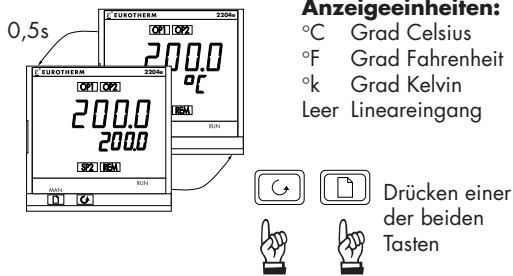 0,5s
EUROTHERM 2204e
OP1 OP2
200.0
°C
REM
RUN
EUROTHERM 2204e
OP1 OP2
200.0
200.0
SP2 REM
MAN RUN
Anzeigeeinheiten:
°C Grad Celsius
°F Grad Fahrenheit
°k Grad Kelvin
Leer Lineareingang
Drücken einer
der beiden
Tasten